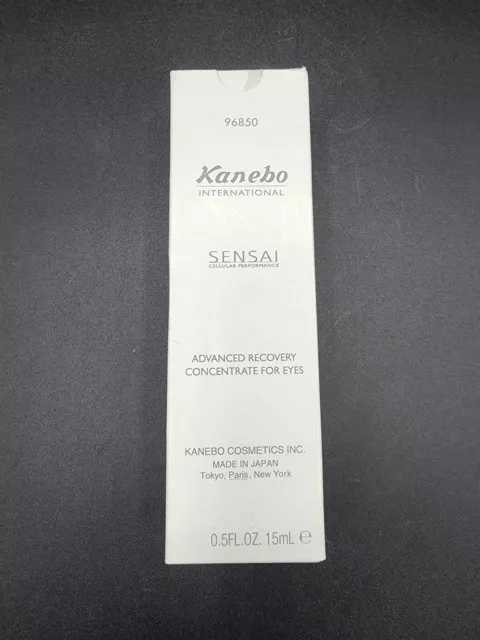 96850
Kanebo
INTERNATIONAL
SENSAI
CELLULAR PERFORMANCE
ADVANCED RECOVERY
CONCENTRATE FOR EYES
KANEBO COSMETICS INC.
MADE IN JAPAN
Tokyo, Paris, New York
0.5FL.OZ. 15mL ℮